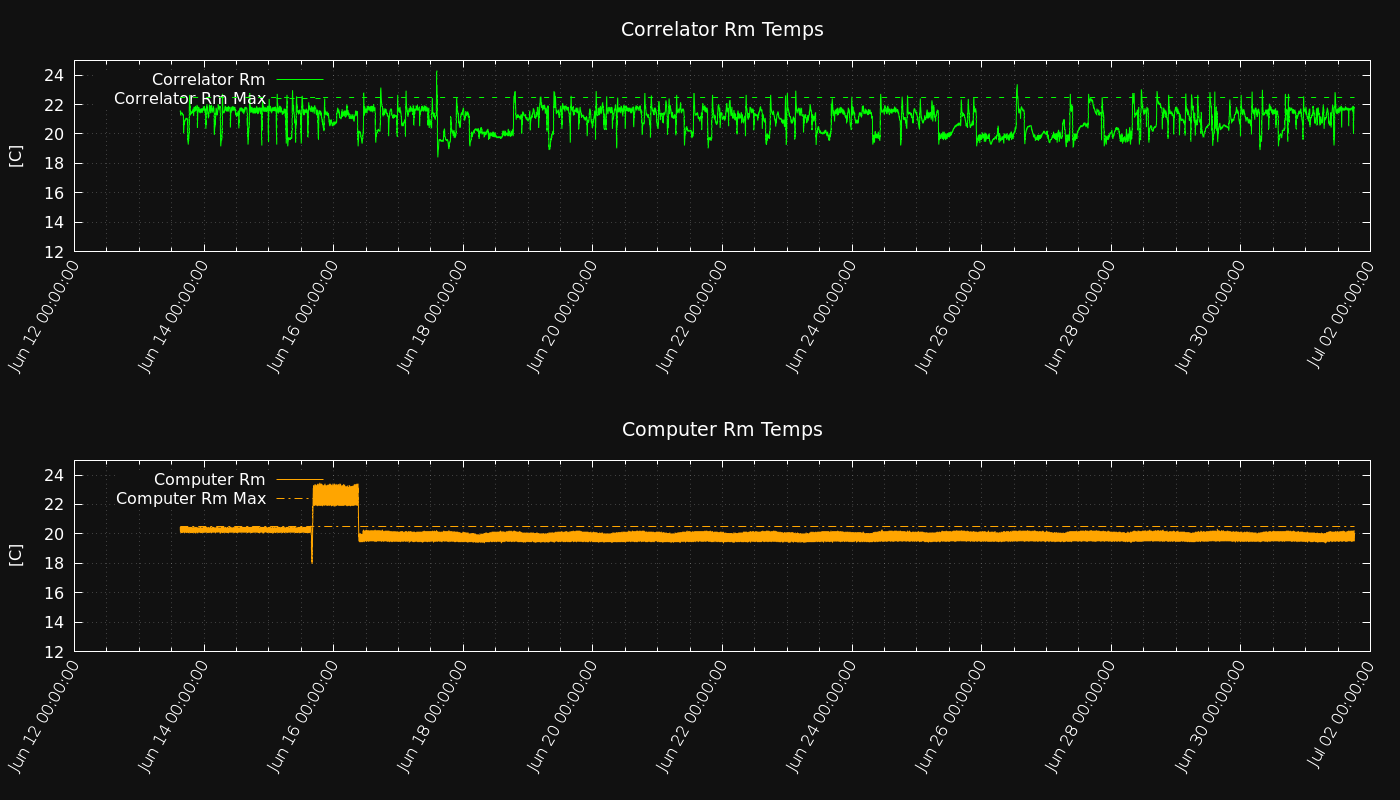 Correlator Rm Temps
Correlator Rm
Correlator Rm Max
[C]
24
22
20
18
16
14
12
Jun 12 00:00:00
Jun 14 00:00:00
Jun 16 00:00:00
Jun 18 00:00:00
Jun 20 00:00:00
Jun 22 00:00:00
Jun 24 00:00:00
Jun 26 00:00:00
Jun 28 00:00:00
Jun 30 00:00:00
Jul 02 00:00:00
Computer Rm Temps
Computer Rm
Computer Rm Max
[C]
24
22
20
18
16
14
12
Jun 12 00:00:00
Jun 14 00:00:00
Jun 16 00:00:00
Jun 18 00:00:00
Jun 20 00:00:00
Jun 22 00:00:00
Jun 24 00:00:00
Jun 26 00:00:00
Jun 28 00:00:00
Jun 30 00:00:00
Jul 02 00:00:00